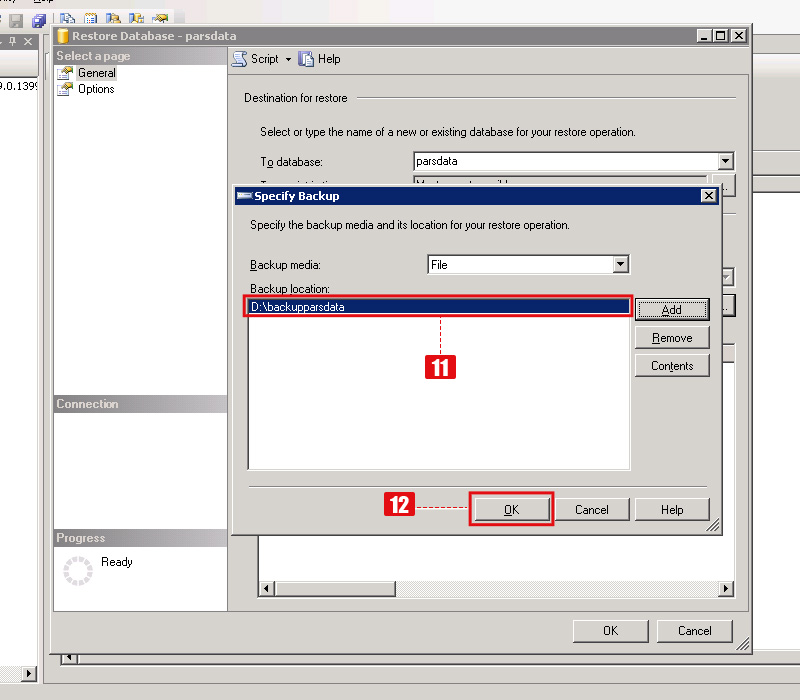 Restore Database - parsdata
Select a page
General
Options
Script
Help
Destination for restore
Select or type the name of a new or existing database for your restore operation.
To database:
parsdata
9.0.1399
Specify Backup
Specify the backup media and its location for your restore operation.
Backup media:
File
Backup location:
D:\backupparsdata
Add
Remove
Contents
11
12
OK
Cancel
Help
Connection
Progress
Ready
OK
Cancel